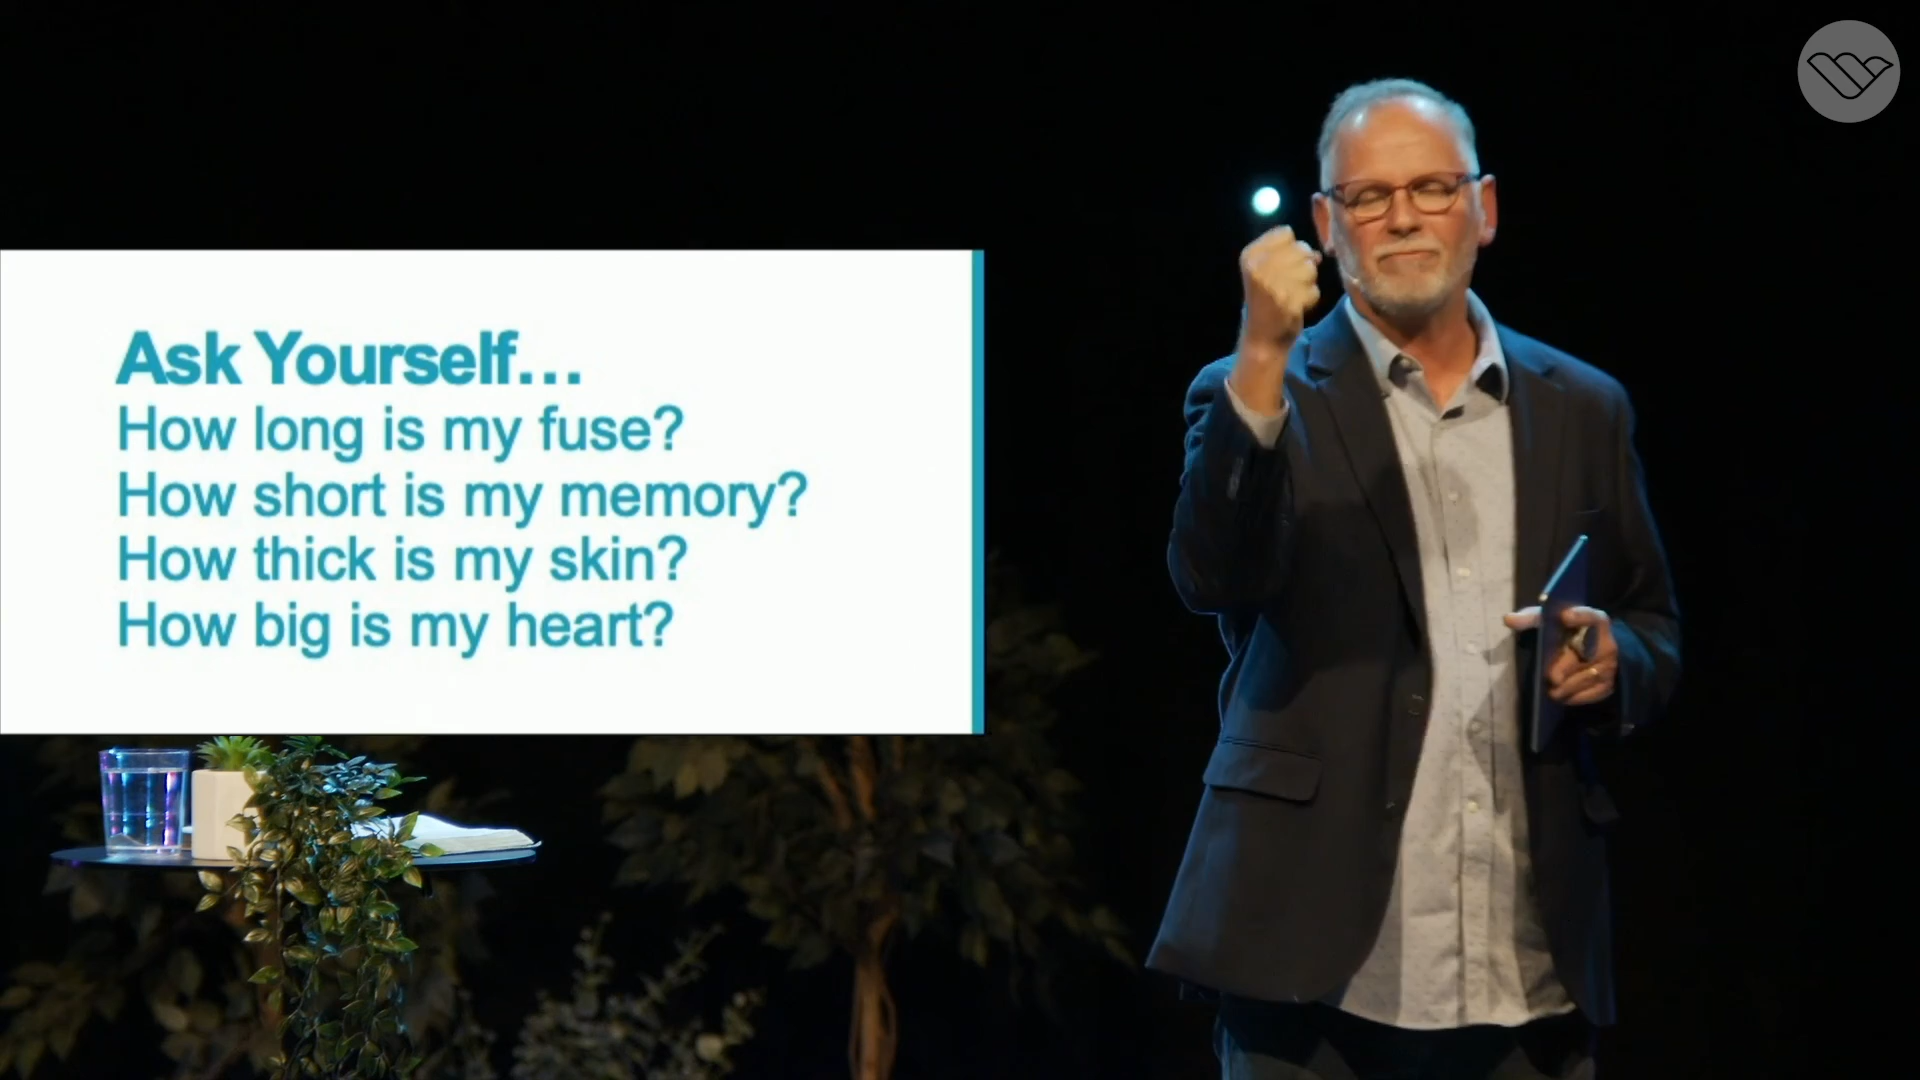 Ask Yourself...
How long is my fuse?
How short is my memory?
How thick is my skin?
How big is my heart?